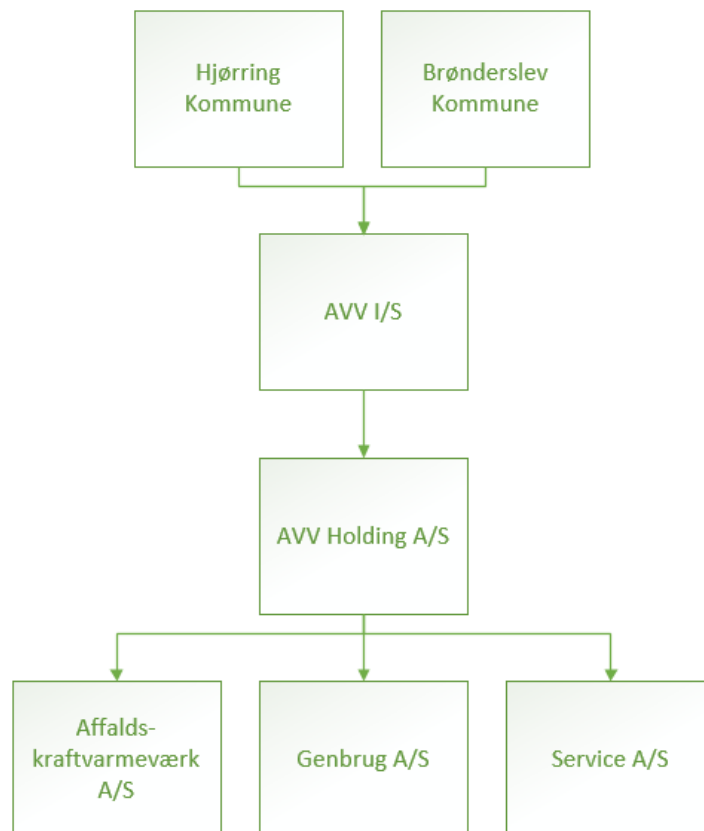 Hjørring
Kommune
Brønderslev
Kommune
AVV I/S
AVV Holding A/S
Affalds-
kraftvarmeværk
A/S
Genbrug A/S
Service A/S